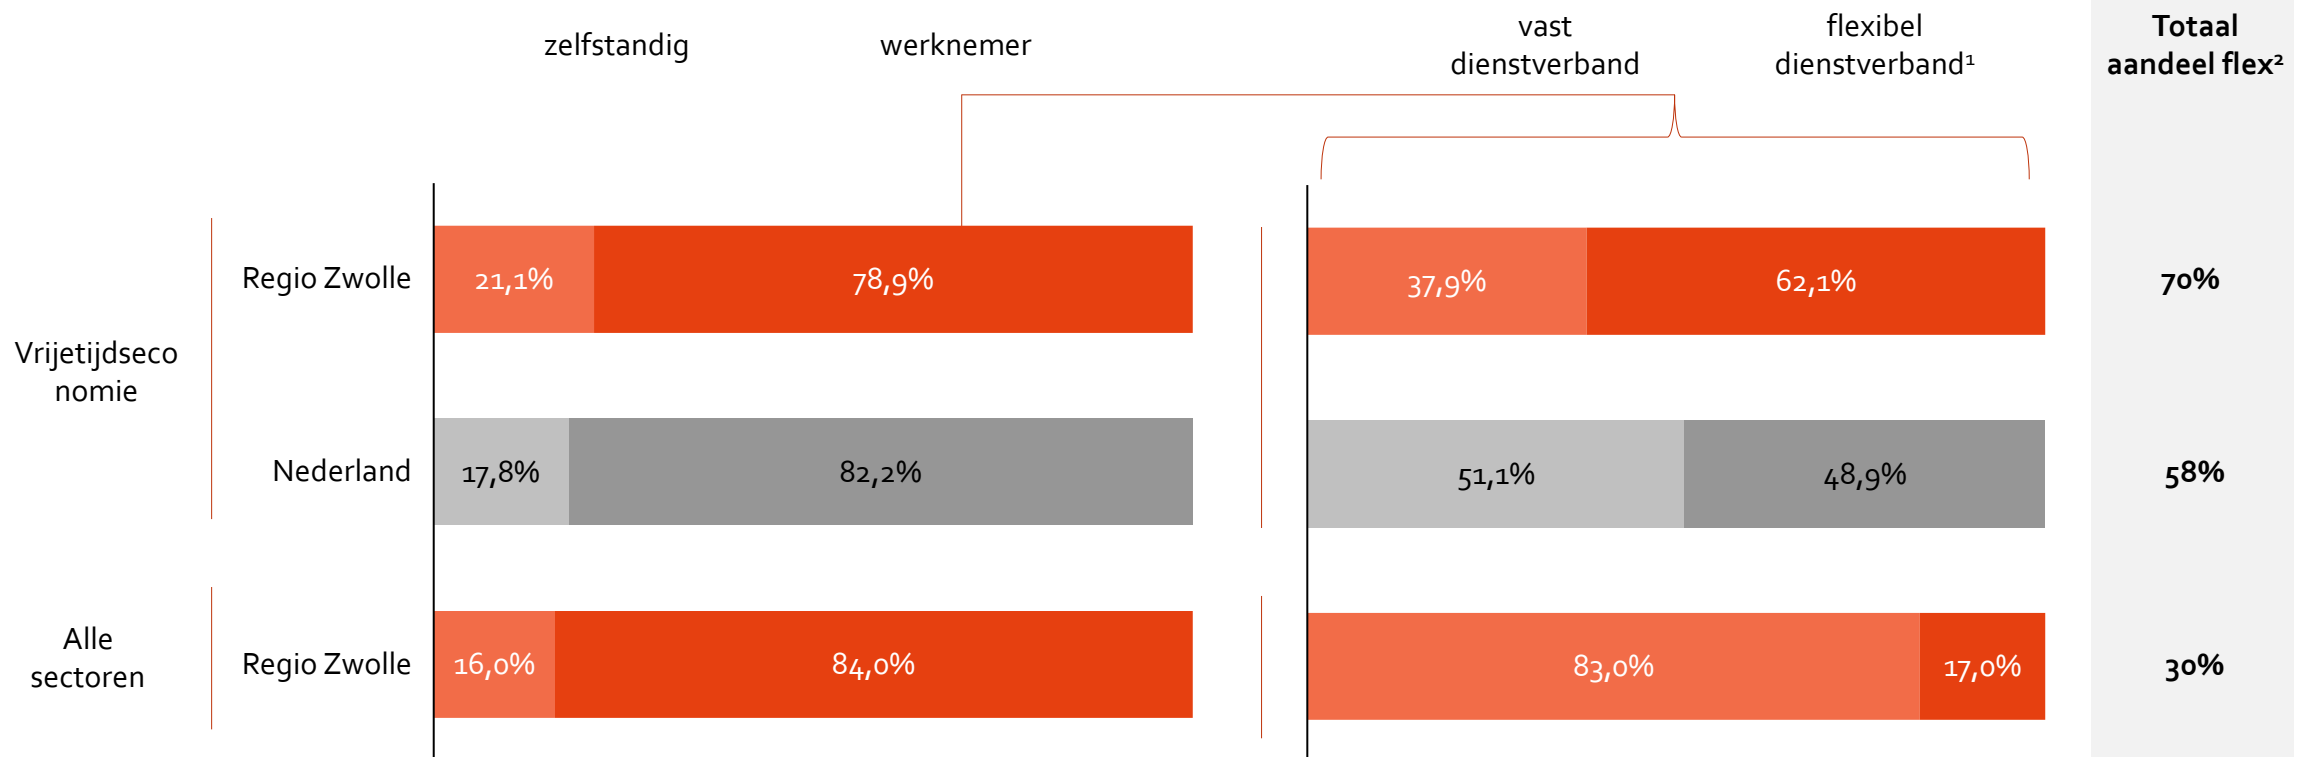 zelfstandig
werknemer
vast
dienstverband
flexibel
dienstverband¹
Totaal
aandeel flex²
Vrijetijdseco
nomie
Regio Zwolle
21,1%
78,9%
37,9%
62,1%
70%
Nederland
17,8%
82,2%
51,1%
48,9%
58%
Alle
sectoren
Regio Zwolle
16,0%
84,0%
83,0%
17,0%
30%